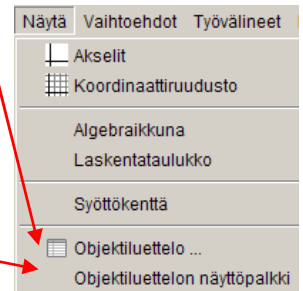 Näytä Vaihtoehdot Työvälineet
Akselit
Koordinaattiruudusto
Algebraikkuna
Laskentataulukko
Syöttökenttä
Objektiluettelo ...
Objektiluettelon näyttöpalkki